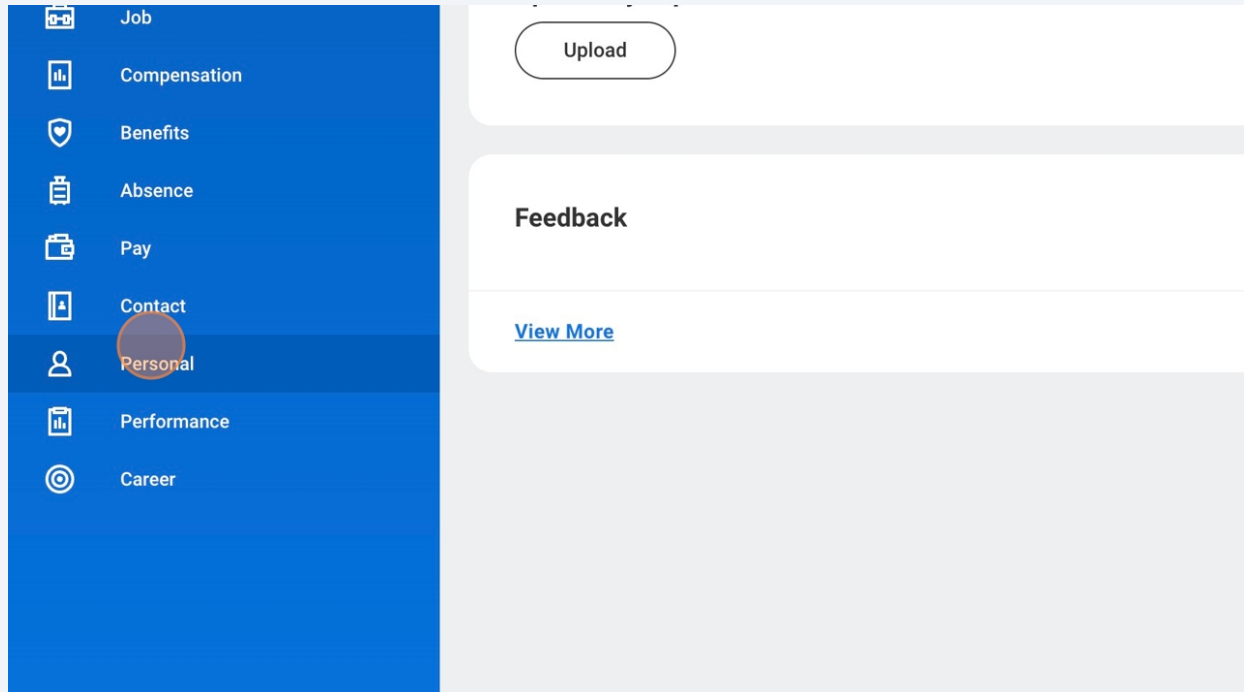 Job
Compensation
Benefits
Absence
Pay
Contact
Personal
Performance
Career
Upload
Feedback
View More